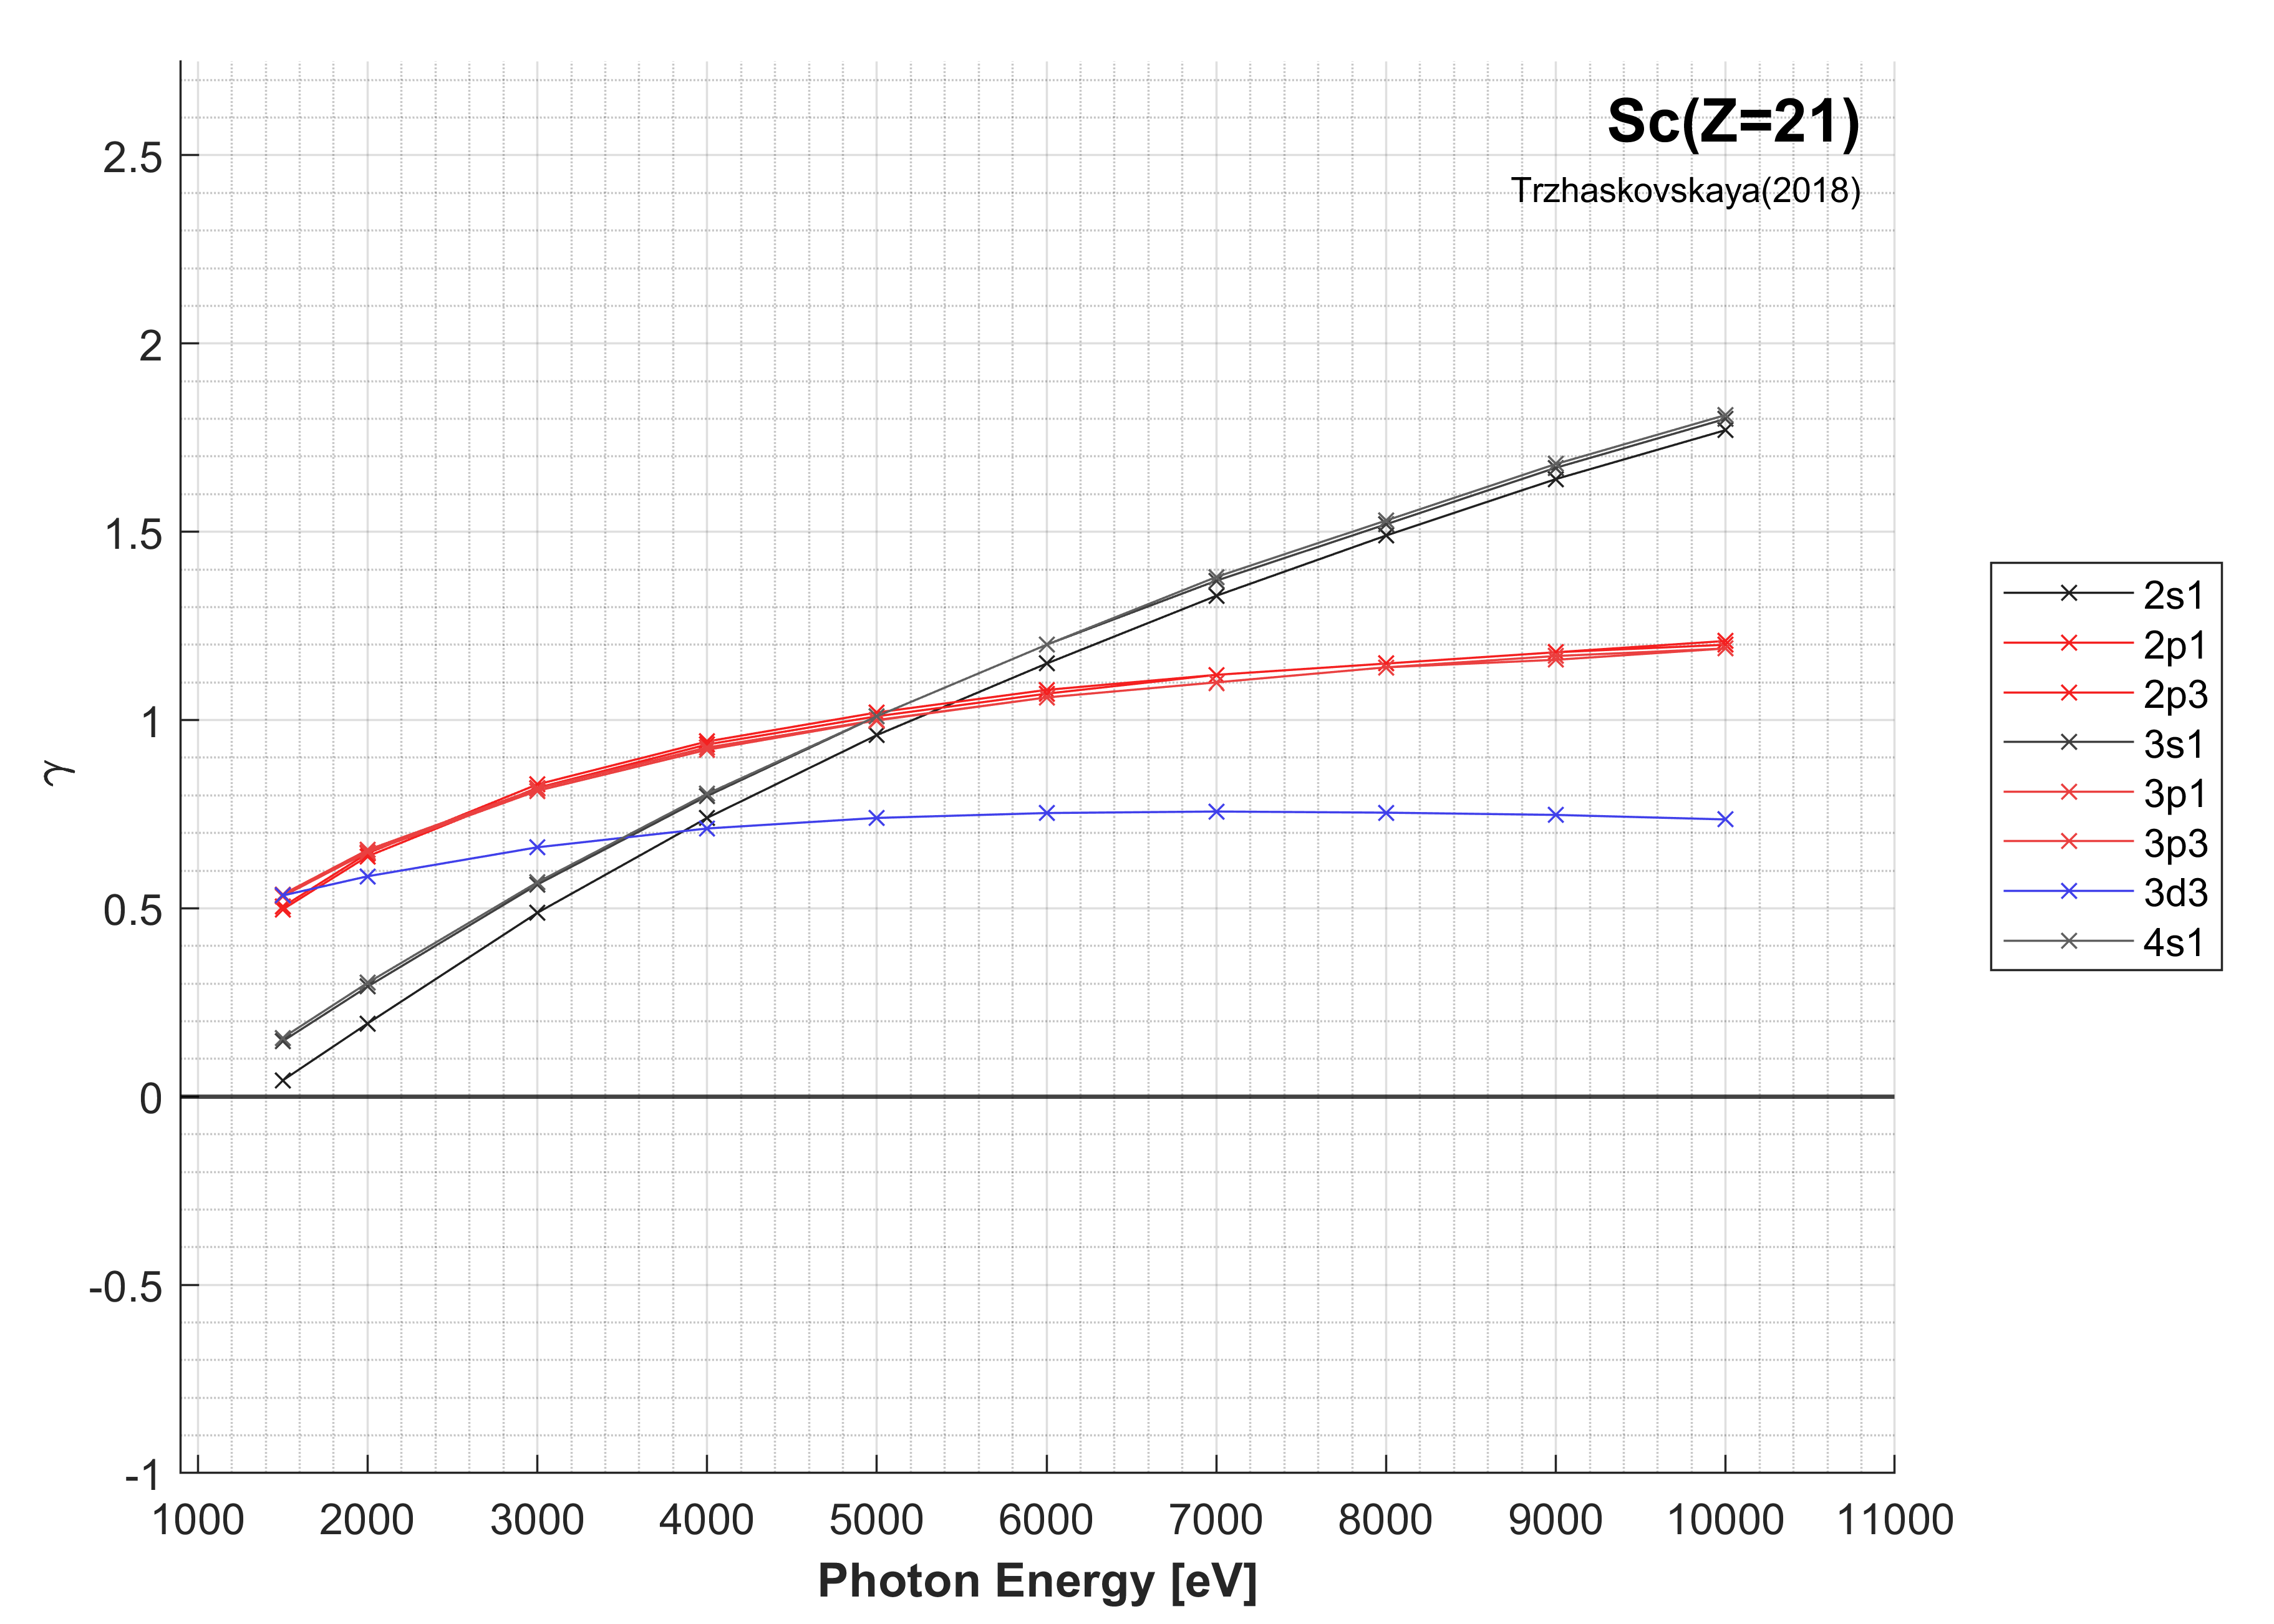 Sc(Z=21)
Trzhaskovskaya(2018)
2.5
2
1.5
1
0.5
0
-0.5
-1
γ
1000 2000 3000 4000 5000 6000 7000 8000 9000 10000 11000
Photon Energy [eV]
2s1
2p1
2p3
3s1
3p1
3p3
3d3
4s1